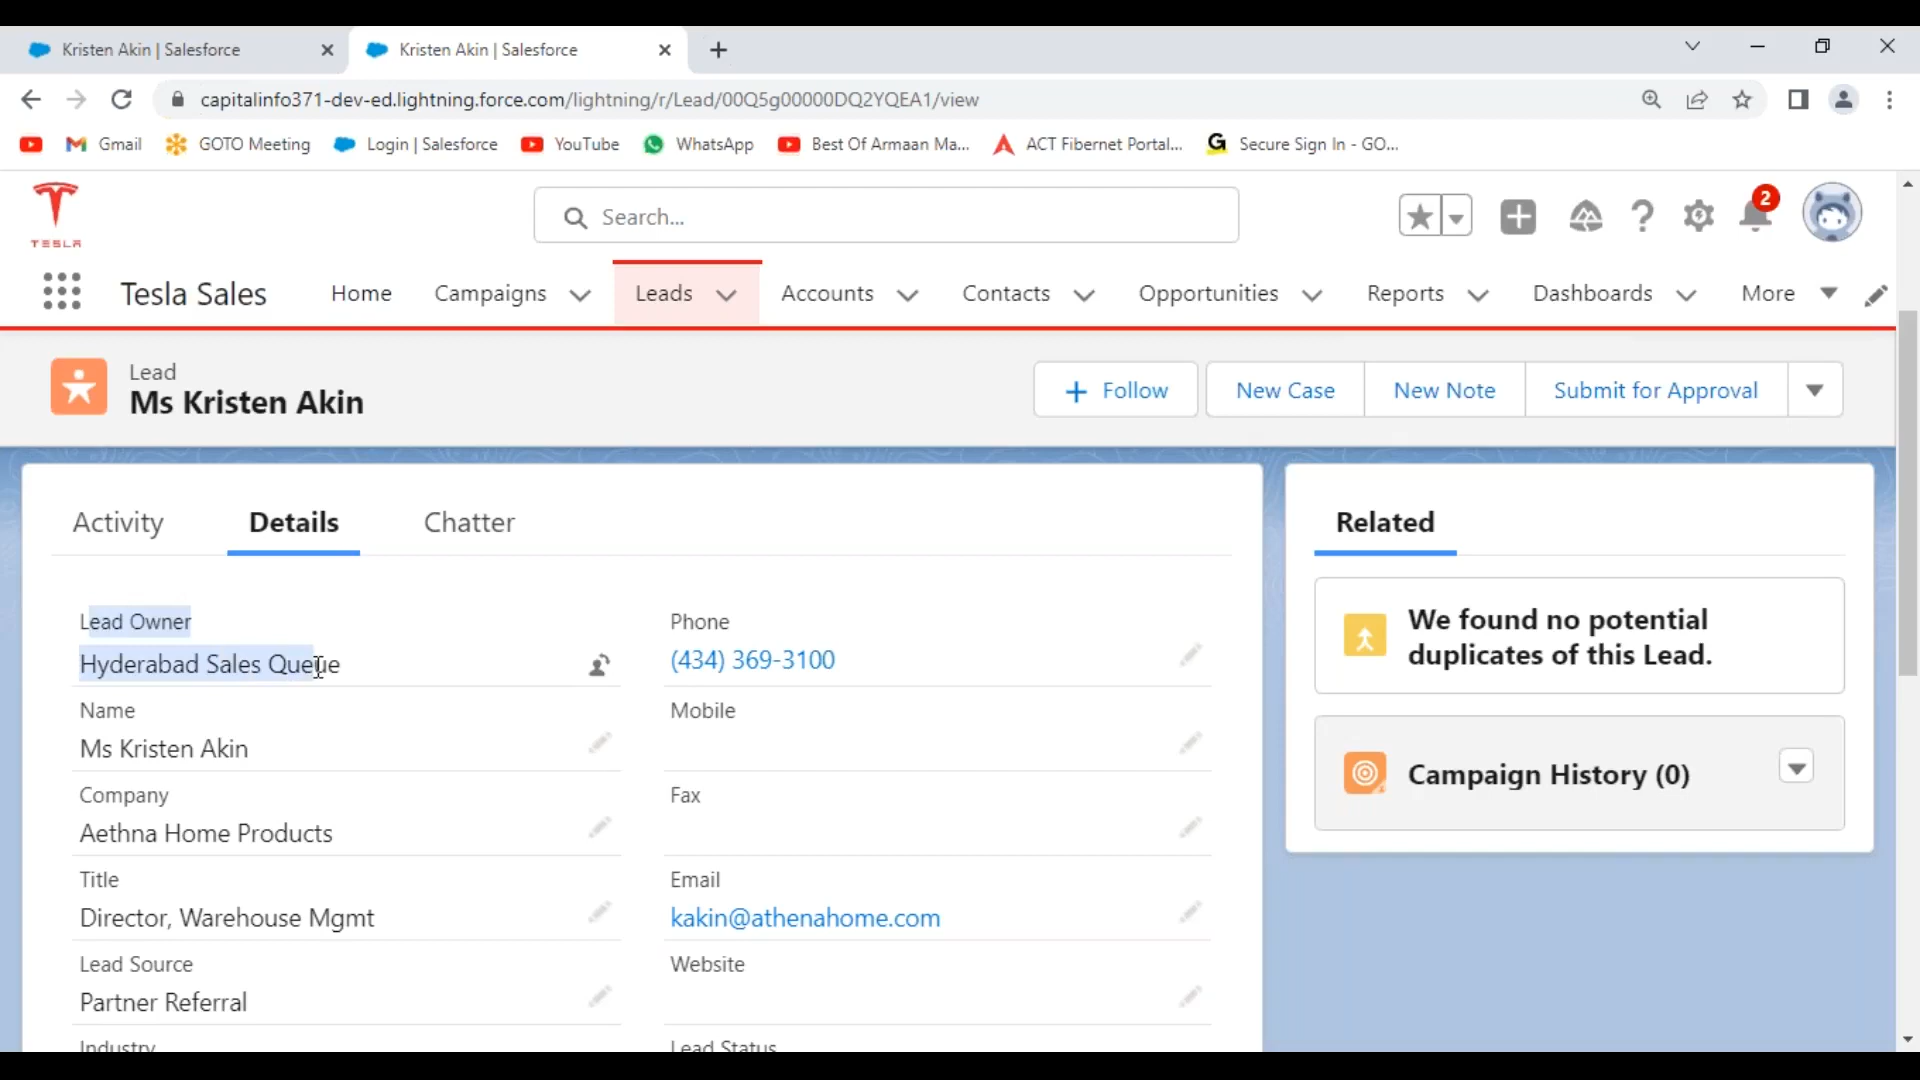 Kristen Akin | Salesforce
Kristen Akin | Salesforce
capitalinfo371-dev-ed.lightning.force.com/lightning/r/Lead/00Q5g00000DQ2YQEA1/view
Gmail GOTO Meeting Login | Salesforce YouTube WhatsApp Best Of Armaan Ma... ACT Fibernet Portal... G Secure Sign In - GO...
TESLA
Search...
2
Tesla Sales Home Campaigns Leads Accounts Contacts Opportunities Reports Dashboards More
Lead
Ms Kristen Akin
Follow New Case New Note Submit for Approval
Activity Details Chatter
Lead Owner
Hyderabad Sales Queue
Name
Ms Kristen Akin
Company
Aethna Home Products
Title
Director, Warehouse Mgmt
Lead Source
Partner Referral
Industry
Phone
(434) 369-3100
Mobile
Fax
Email
kakin@athenahome.com
Website
Lead Status
Related
We found no potential
duplicates of this Lead.
Campaign History (0)